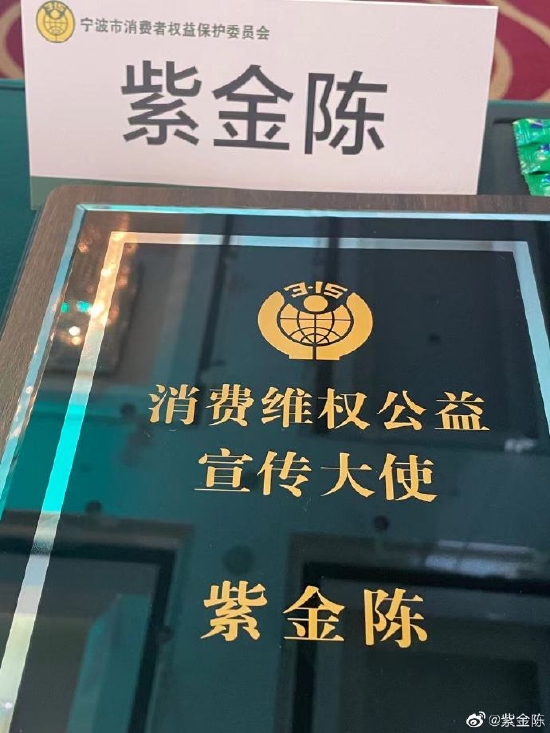 宁波市消费者权益保护委员会
紫金陈
3·15
消费维权公益
宣传大使
紫金陈
@紫金陈